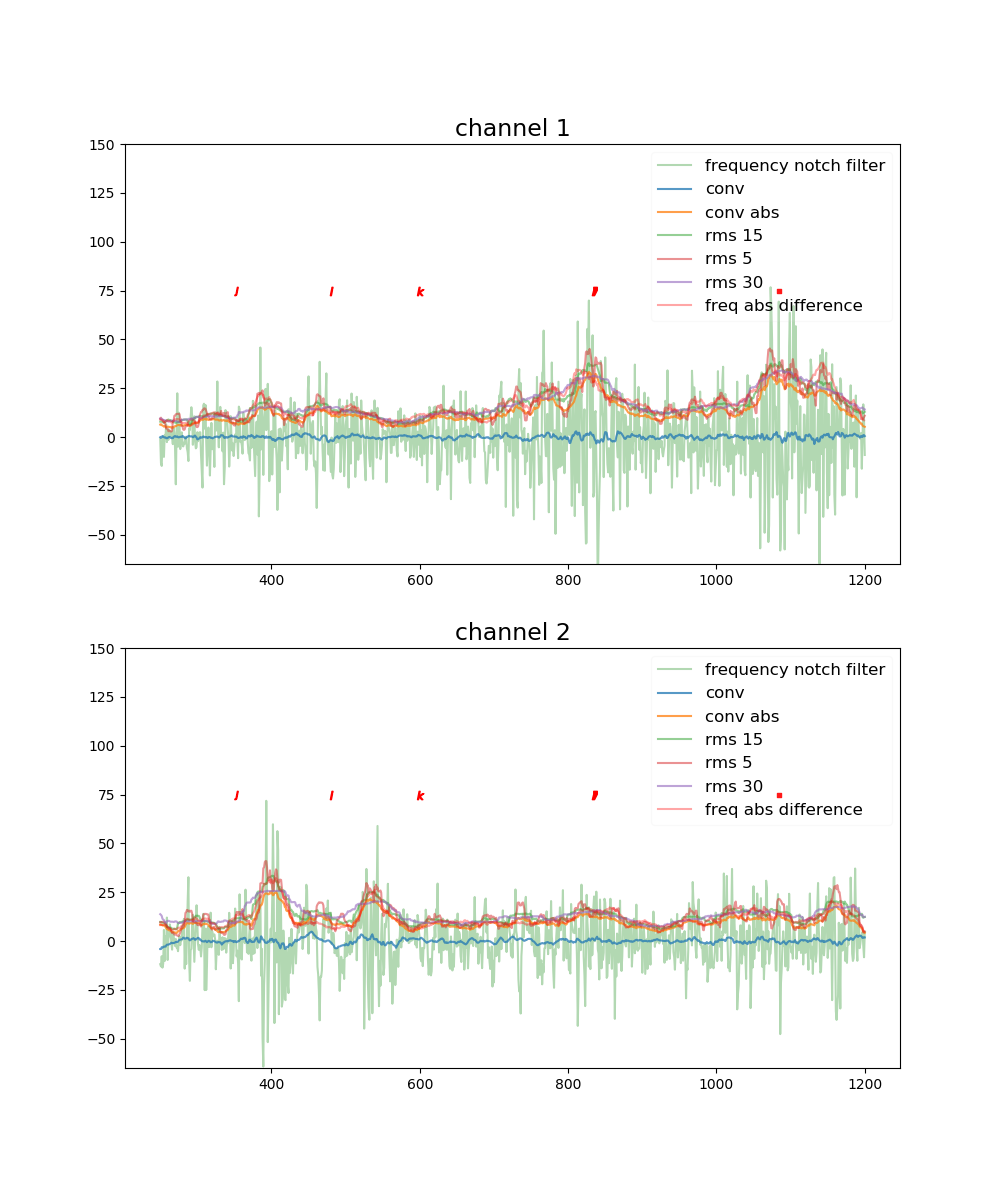 channel 1
150
125
100
75
50
25
0
−25
−50
400 600 800 1000 1200
frequency notch filter
conv
conv abs
rms 15
rms 5
rms 30
freq abs difference
k
channel 2
150
125
100
75
50
25
0
−25
−50
400 600 800 1000 1200
frequency notch filter
conv
conv abs
rms 15
rms 5
rms 30
freq abs difference
k